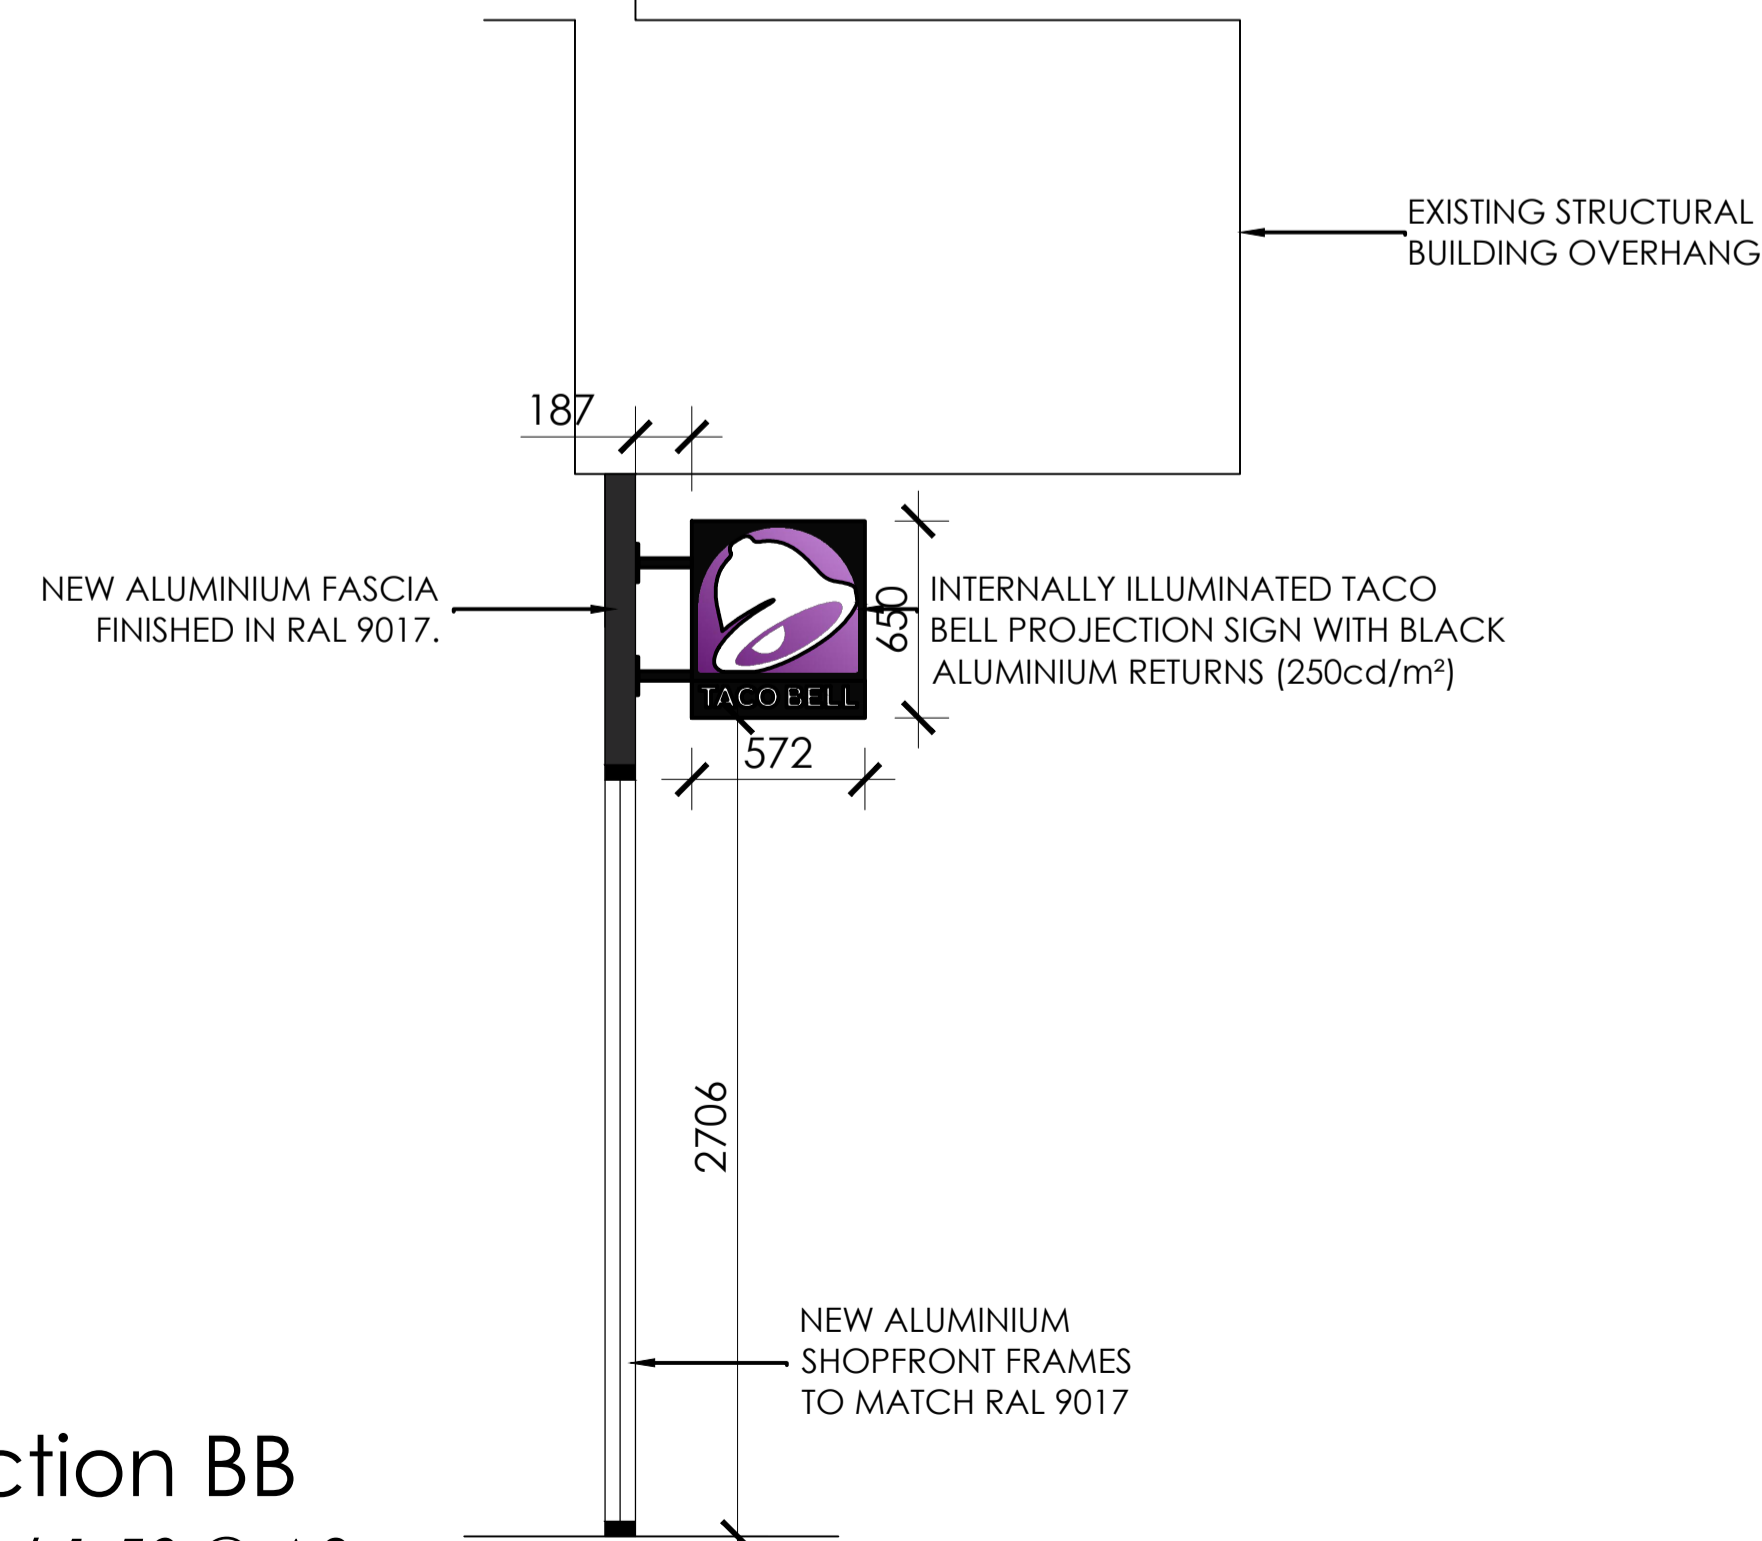 EXISTING STRUCTURAL
BUILDING OVERHANG
187
NEW ALUMINIUM FASCIA
FINISHED IN RAL 9017.
TACO BELL
650
INTERNALLY ILLUMINATED TACO
BELL PROJECTION SIGN WITH BLACK
ALUMINIUM RETURNS (250cd/m²)
572
2706
NEW ALUMINIUM
SHOPFRONT FRAMES
TO MATCH RAL 9017
ction BB